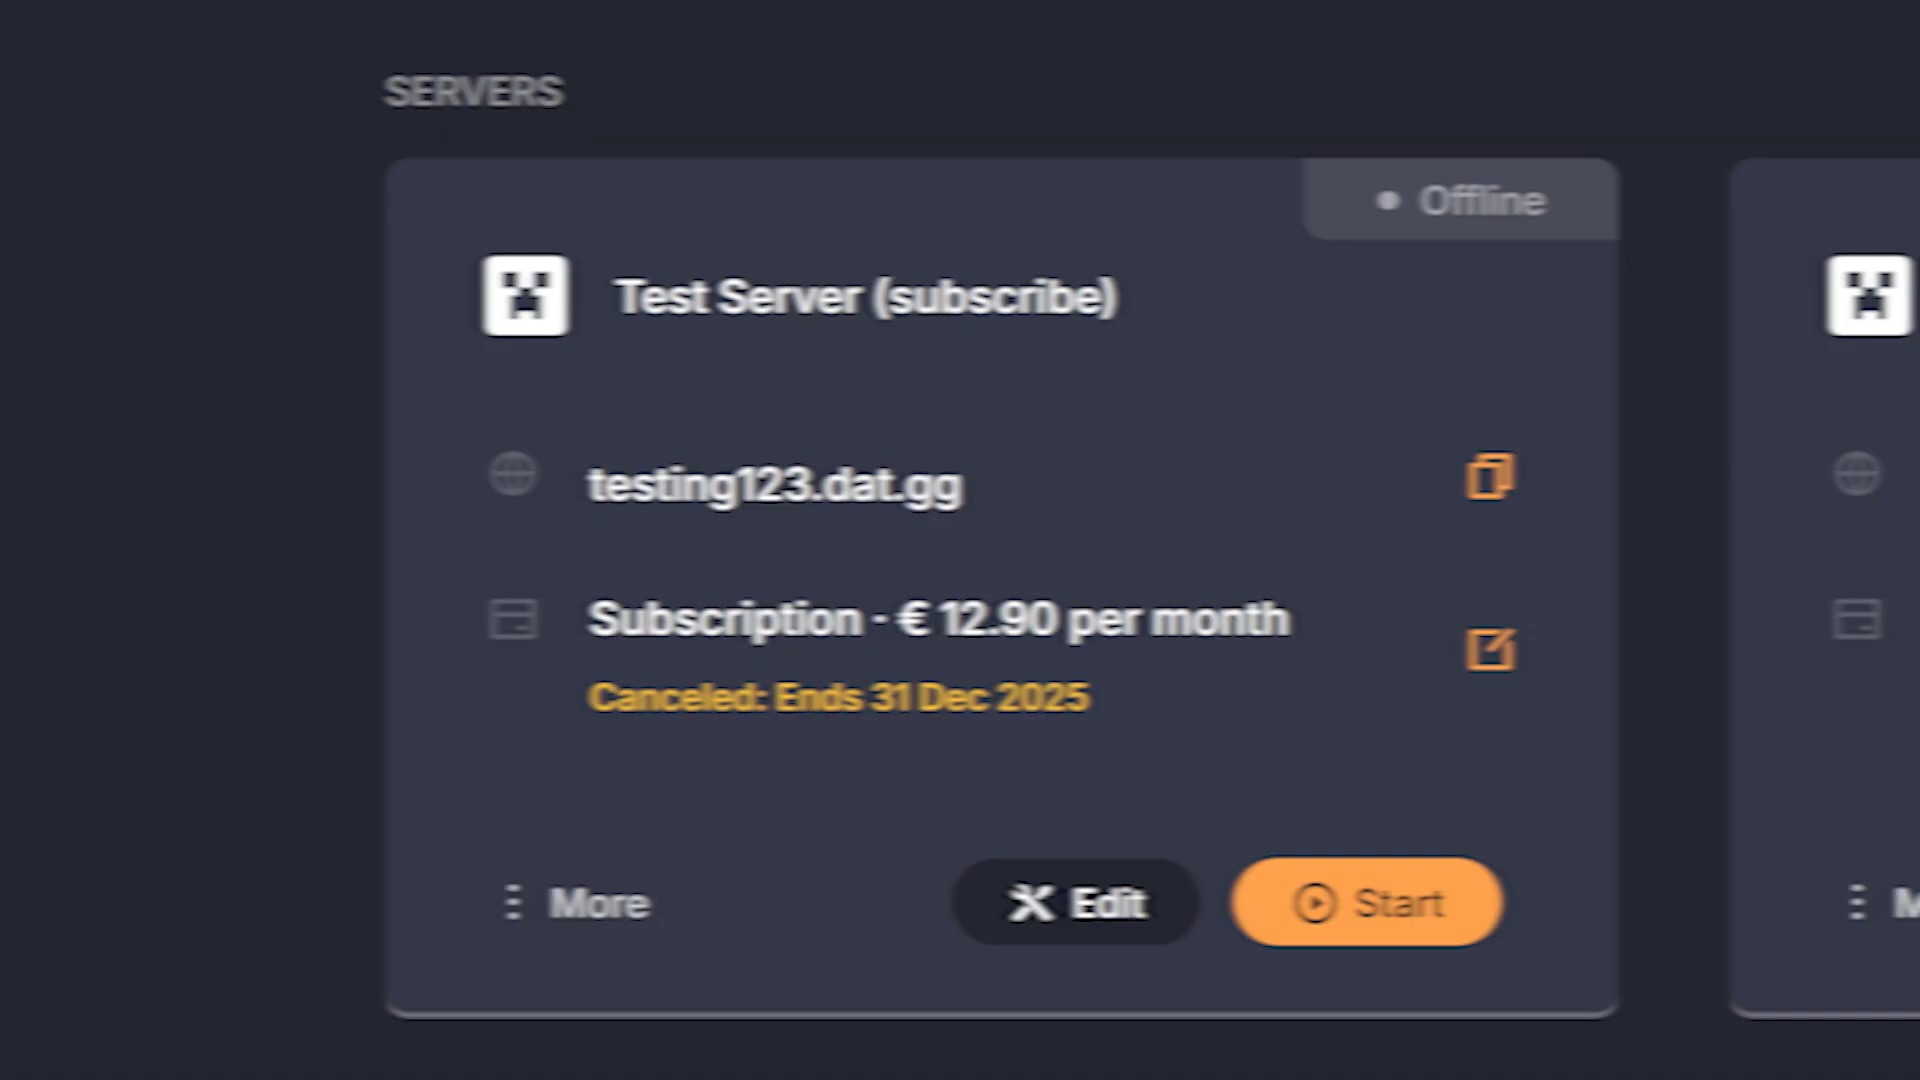 SERVERS
Offline
Test Server (subscribe)
testing123.dat.gg
Subscription - € 12.90 per month
Canceled: Ends 31 Dec 2025
More
Edit
Start